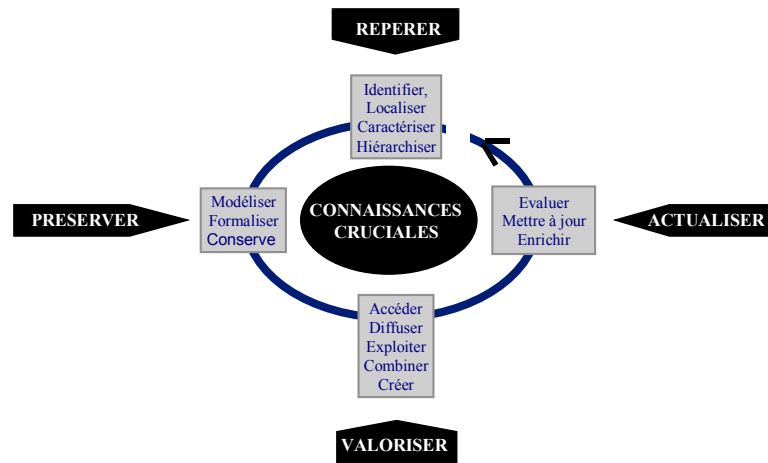 REPERER
Identifier,
Localiser
Caractériser
Hiérarchiser
PRESERVER
Modéliser
Formaliser
Conserve
CONNAISSANCES
CRUCIALES
Evaluer
Mettre à jour
Enrichir
ACTUALISER
Accéder
Diffuser
Exploiter
Combiner
Créer
VALORISER